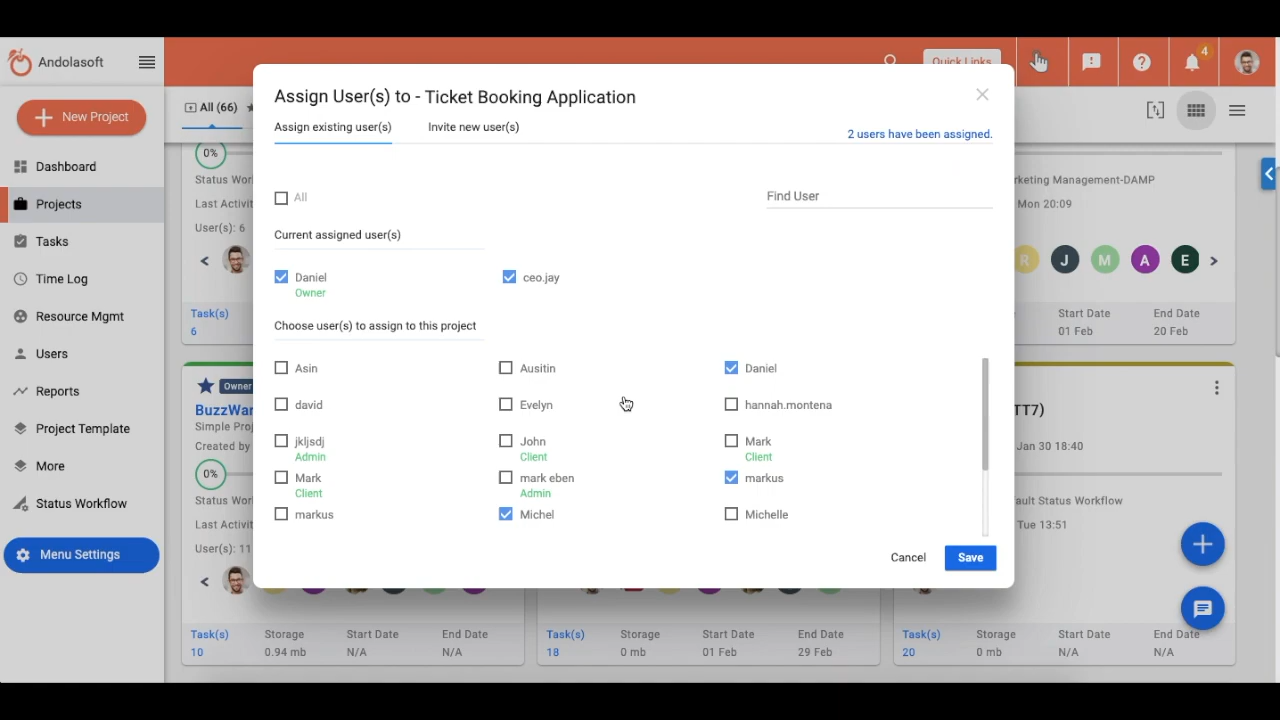 Andolasoft
Quick Links
4
New Project
All (66)
Dashboard
Projects
Tasks
Time Log
Resource Mgmt
Users
Reports
Project Template
More
Status Workflow
Menu Settings
Assign User(s) to - Ticket Booking Application
Assign existing user(s)
Invite new user(s)
2 users have been assigned.
All
Find User
Current assigned user(s)
Daniel
Owner
ceo.jay
Choose user(s) to assign to this project
Asin
Ausitin
Daniel
david
Evelyn
hannah.montena
jkljsdj
Admin
John
Client
Mark
Client
Mark
Client
mark eben
Admin
markus
markus
Michel
Michelle
Cancel
Save
0%
Status Wor
Last Activit
User(s): 6
Task(s)
6
Owner
BuzzWar
Simple Proj
Created by
0%
Status Wor
Last Activit
User(s): 11
Task(s)
10
Storage
0.94 mb
Start Date
N/A
End Date
N/A
Task(s)
18
Storage
0 mb
Start Date
01 Feb
End Date
29 Feb
rketing Management-DAMP
Mon 20:09
R
J
M
A
E
Start Date
01 Feb
End Date
20 Feb
TT7)
Jan 30 18:40
ault Status Workflow
Tue 13:51
Task(s)
20
Storage
0 mb
Start Date
N/A
End Date
N/A